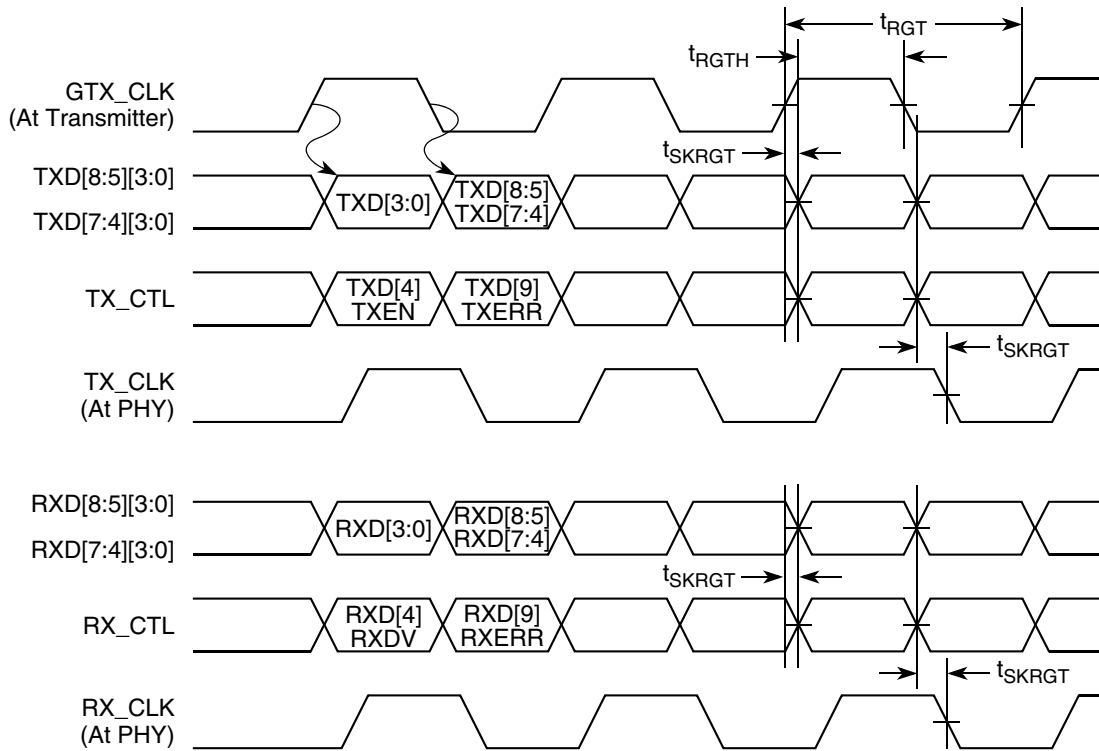 tRGT
tRGTH
GTX_CLK
(At Transmitter)
tSKRGT
TXD[8:5][3:0]
TXD[7:4][3:0]
TXD[3:0]
TXD[8:5]
TXD[7:4]
TX_CTL
TXD[4]
TXEN
TXD[9]
TXERR
tSKRGT
TX_CLK
(At PHY)
RXD[8:5][3:0]
RXD[7:4][3:0]
RXD[3:0]
RXD[8:5]
RXD[7:4]
tSKRGT
RX_CTL
RXD[4]
RXDV
RXD[9]
RXERR
tSKRGT
RX_CLK
(At PHY)